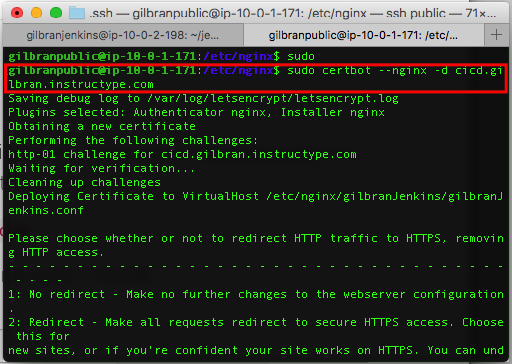 .ssh — gilbranpublic@ip-10-0-1-171: /etc/nginx — ssh public — 71×...
gilbranjenkins@ip-10-0-2-198: ~/je...
gilbranpublic@ip-10-0-1-171: /etc/...
gilbranpublic@ip-10-0-1-171:/etc/nginx$ sudo
gilbranpublic@ip-10-0-1-171:/etc/nginx$ sudo certbot --nginx -d cicd.gi
lbran.instructype.com
Saving debug log to /var/log/letsencrypt/letsencrypt.log
Plugins selected: Authenticator nginx, Installer nginx
Obtaining a new certificate
Performing the following challenges:
http-01 challenge for cicd.gilbran.instructype.com
Waiting for verification...
Cleaning up challenges
Deploying Certificate to VirtualHost /etc/nginx/gilbranJenkins/gilbranJ
enkins.conf
Please choose whether or not to redirect HTTP traffic to HTTPS, removin
g HTTP access.
- - - - - - - - - - - - - - - - - - - - - - - - - - - - - - - - - - - -
- - - -
1: No redirect - Make no further changes to the webserver configuration
.
2: Redirect - Make all requests redirect to secure HTTPS access. Choose
this for
new sites, or if you're confident your site works on HTTPS. You can und